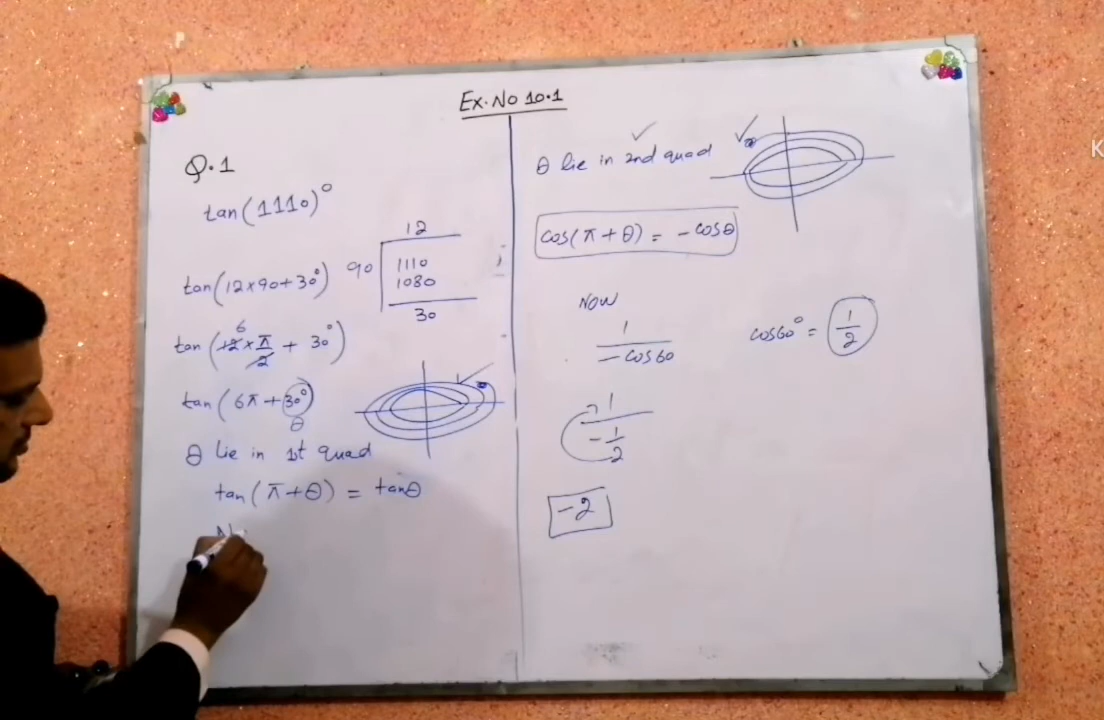 Ex. No 10.1
Q.1
tan(1110)°
12
90 1110
1080
30
tan(12×90+30°)
6
tan(12×π/2 + 30°)
tan(6π+30°)
θ
θ lie in 1st quad
tan(π+θ) = tanθ
θ lie in 2nd quad
cos(π+θ) = -cosθ
Now
1/-cos60
cos60° = 1/2
1/-1/2
-2
K